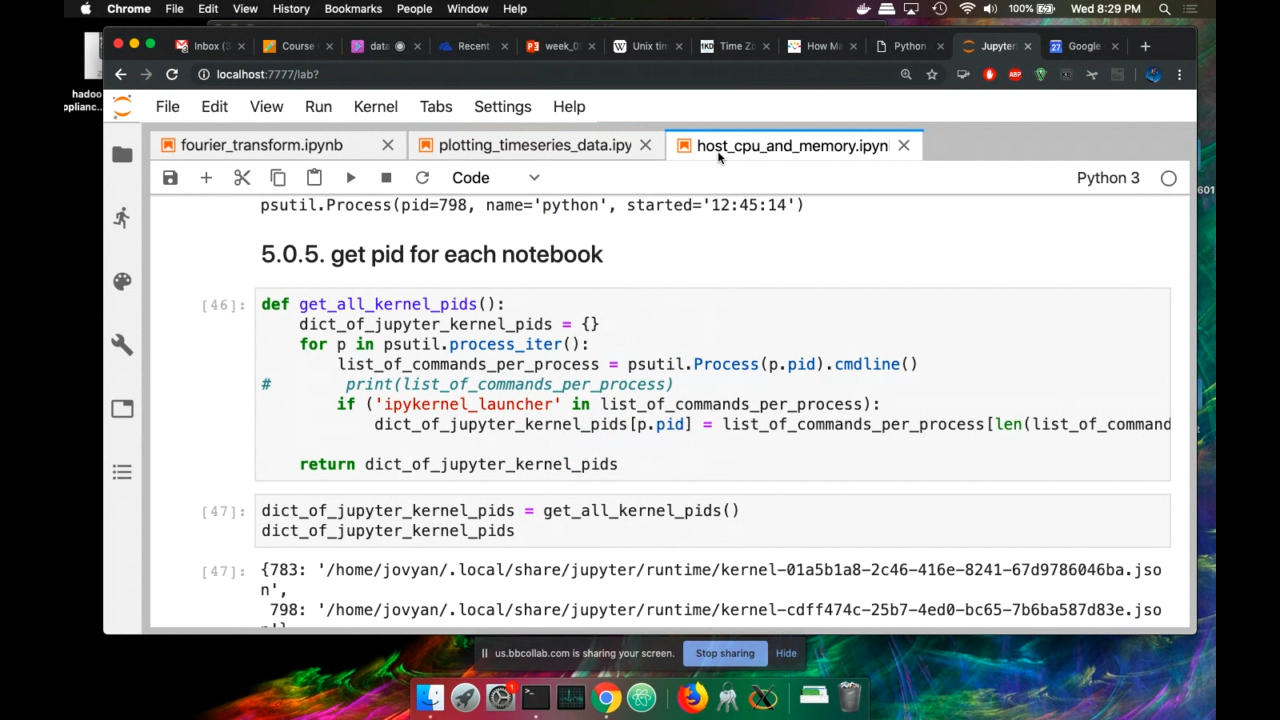 Chrome File Edit View History Bookmarks People Window Help 100% Wed 8:29 PM
Inbox (3 Course data Recent week_0 Unix tim Time Zo How Ma Python Jupyter Google
localhost:7777/lab?
ABP
hadoo
pplianc...
601
File Edit View Run Kernel Tabs Settings Help
fourier_transform.ipynb plotting_timeseries_data.ipy host_cpu_and_memory.ipyn
Code Python 3
psutil.Process(pid=798, name='python', started='12:45:14')
5.0.5. get pid for each notebook
[46]: def get_all_kernel_pids():
dict_of_jupyter_kernel_pids = {}
for p in psutil.process_iter():
list_of_commands_per_process = psutil.Process(p.pid).cmdline()
# print(list_of_commands_per_process)
if ('ipykernel_launcher' in list_of_commands_per_process):
dict_of_jupyter_kernel_pids[p.pid] = list_of_commands_per_process[len(list_of_command
return dict_of_jupyter_kernel_pids
[47]: dict_of_jupyter_kernel_pids = get_all_kernel_pids()
dict_of_jupyter_kernel_pids
[47]: {783: '/home/jovyan/.local/share/jupyter/runtime/kernel-01a5b1a8-2c46-416e-8241-67d9786046ba.jso
n',
798: '/home/jovyan/.local/share/jupyter/runtime/kernel-cdff474c-25b7-4ed0-bc65-7b6ba587d83e.jso
us.bbcollab.com is sharing your screen. Stop sharing Hide